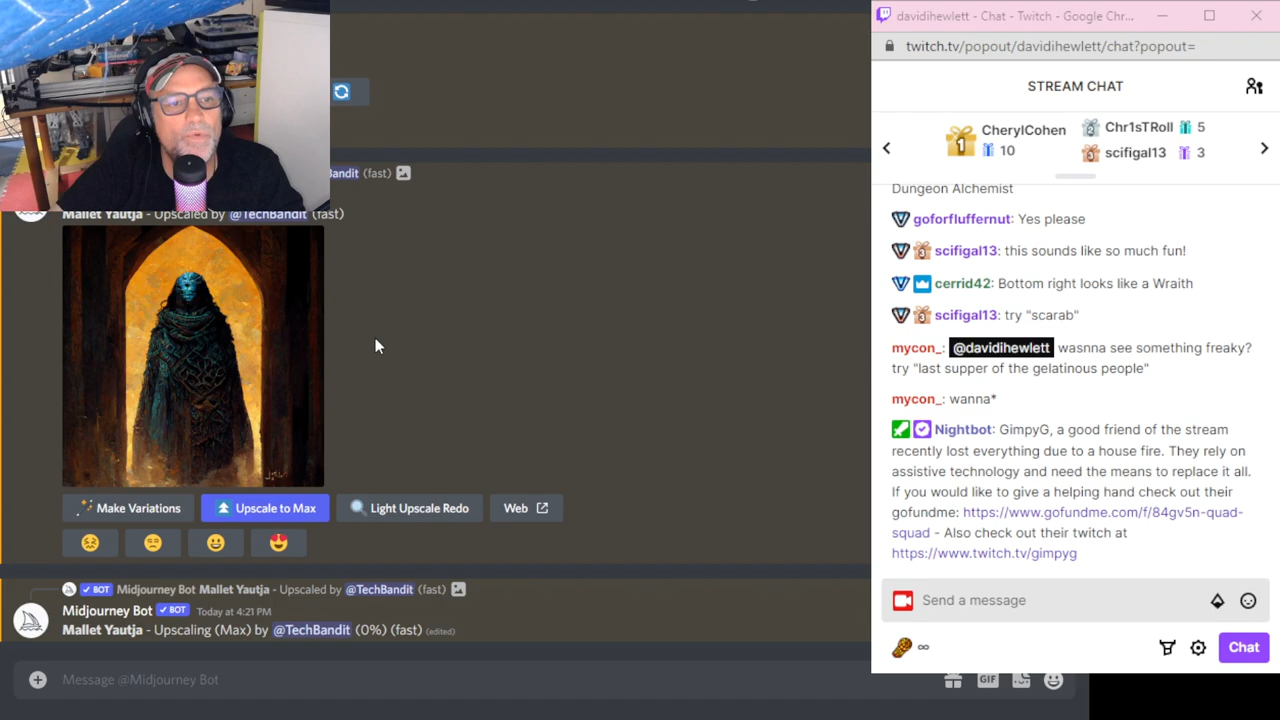 Bandit (fast)
Mallet Yautja - Upscaled by @TechBandit (fast)
Make Variations
Upscale to Max
Light Upscale Redo
Web
BOT Midjourney Bot Mallet Yautja - Upscaled by @TechBandit (fast)
Midjourney Bot BOT Today at 4:21 PM
Mallet Yautja - Upscaling (Max) by @TechBandit (0%) (fast) (edited)
Message @Midjourney Bot
GIF
davidihewlett - Chat - Twitch - Google Chr...
twitch.tv/popout/davidihewlett/chat?popout=
STREAM CHAT
1 CherylCohen
10
2 Chr1sTRoll 5
3 scifigal13 3
Dungeon Alchemist
goforfluffernut: Yes please
scifigal13: this sounds like so much fun!
cerrid42: Bottom right looks like a Wraith
scifigal13: try "scarab"
mycon_: @davidihewlett wasnna see something freaky?
try "last supper of the gelatinous people"
mycon_: wanna*
Nightbot: GimpyG, a good friend of the stream
recently lost everything due to a house fire. They rely on
assistive technology and need the means to replace it all.
If you would like to give a helping hand check out their
gofundme: https://www.gofundme.com/f/84gv5n-quad-
squad - Also check out their twitch at
https://www.twitch.tv/gimpyg
Send a message
∞
Chat